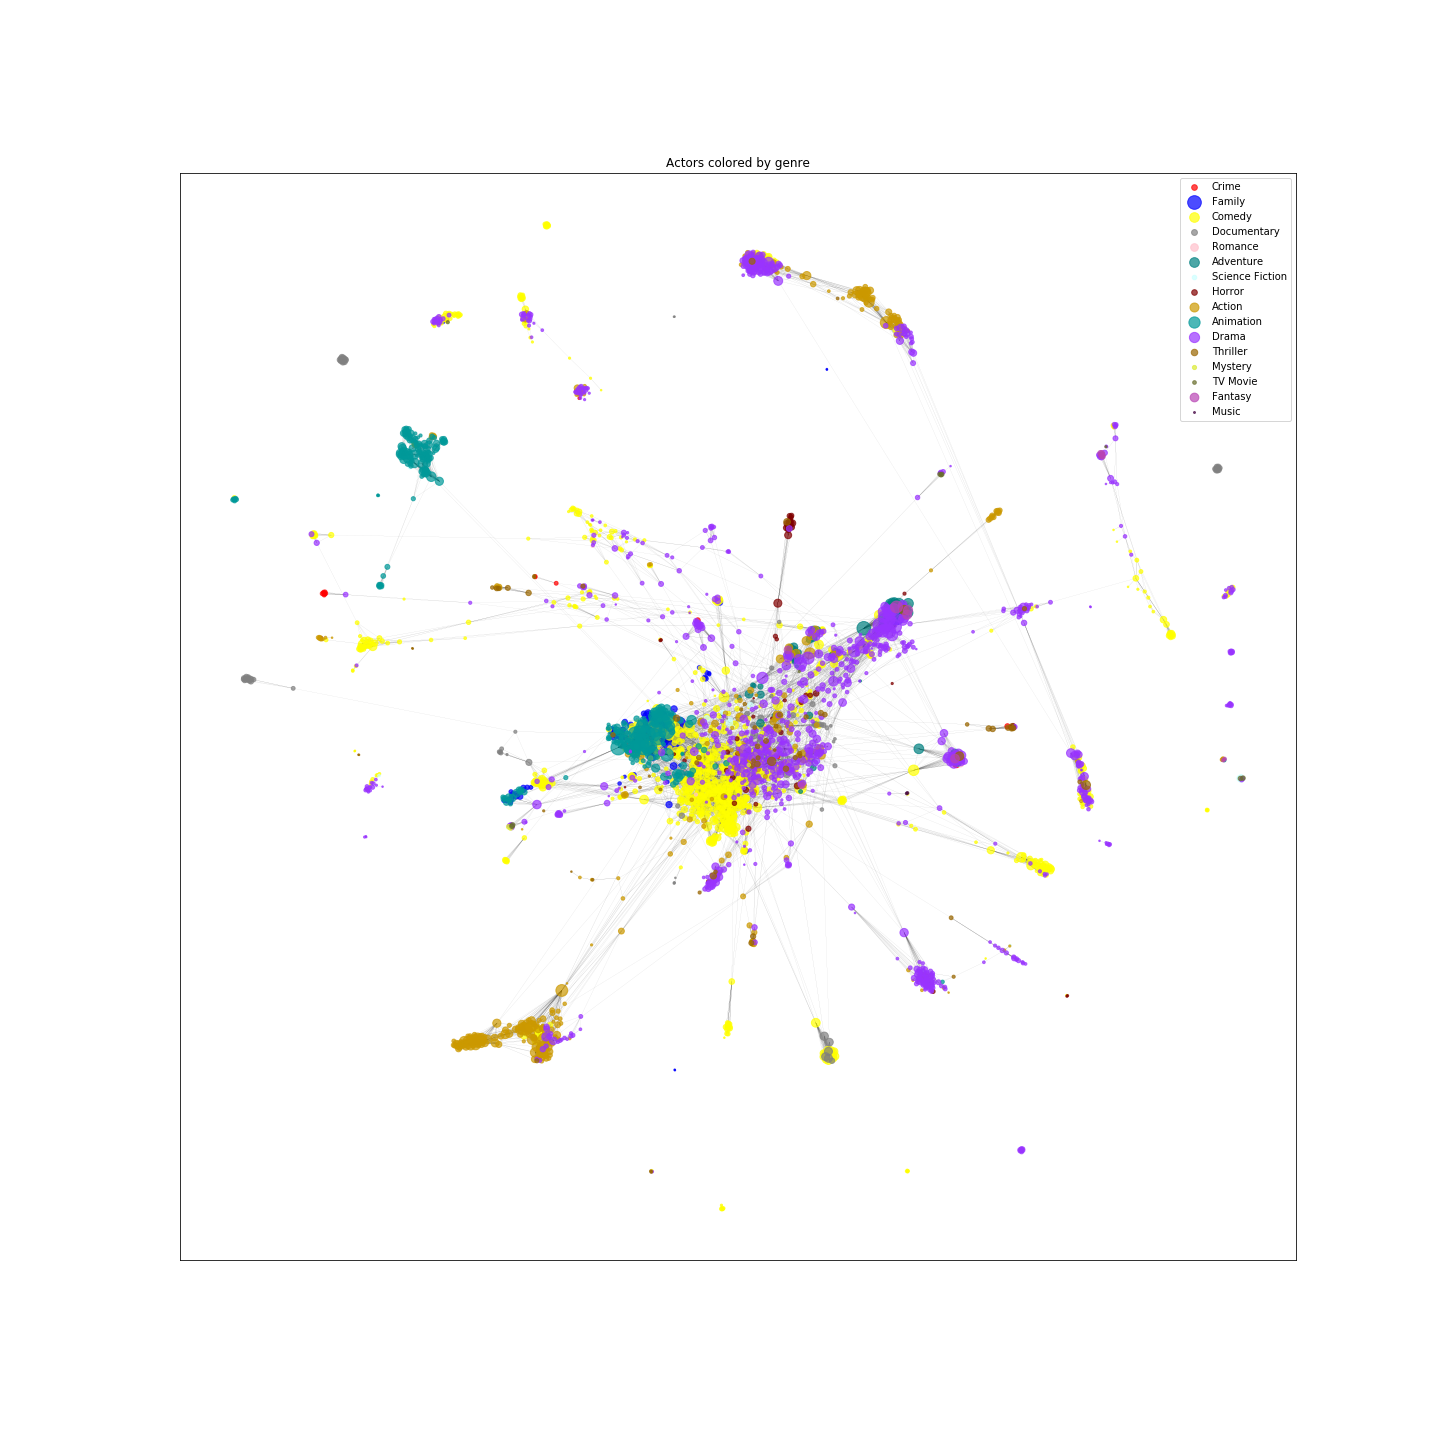 Actors colored by genre
Crime
Family
Comedy
Documentary
Romance
Adventure
Science Fiction
Horror
Action
Animation
Drama
Thriller
Mystery
TV Movie
Fantasy
Music